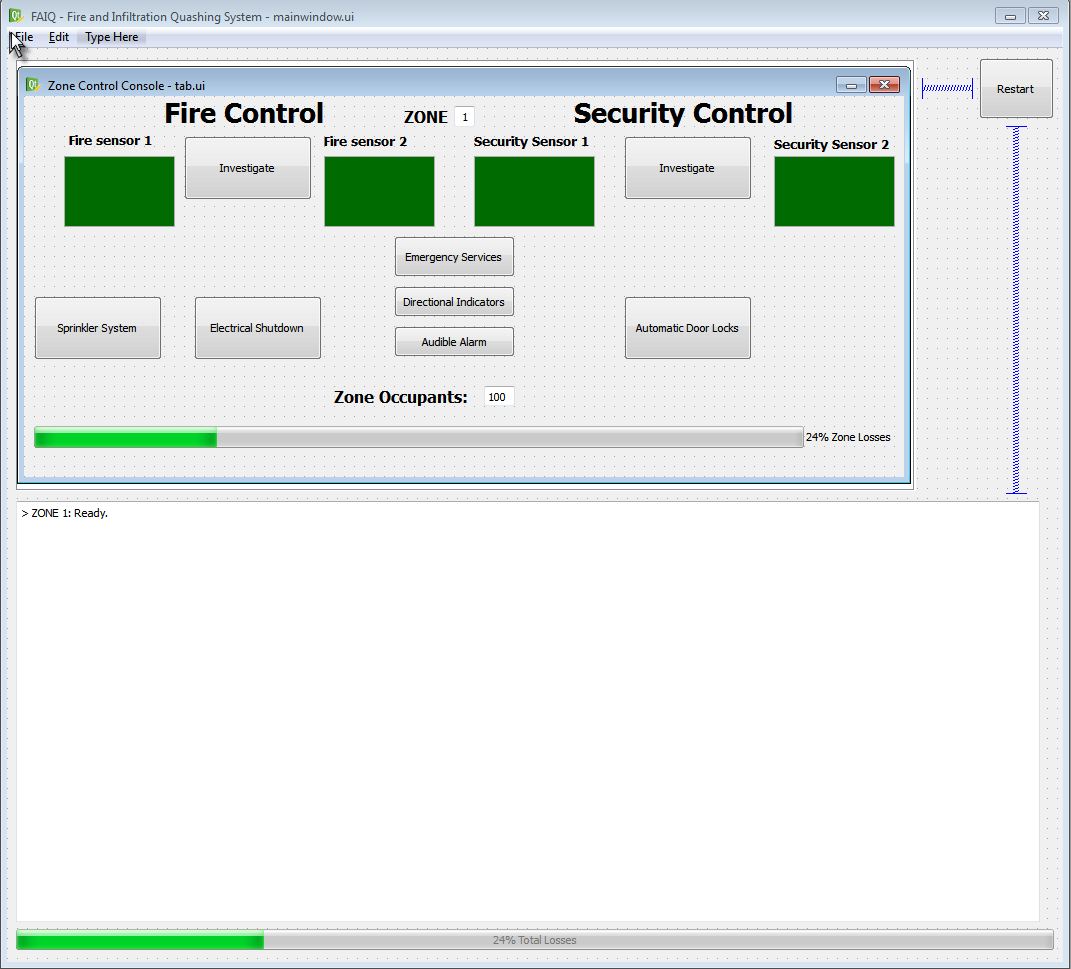 FAIQ - Fire and Infiltration Quashing System - mainwindow.ui
File Edit Type Here
Zone Control Console - tab.ui
Restart
Fire Control
ZONE 1
Security Control
Fire sensor 1
Investigate
Fire sensor 2
Security Sensor 1
Investigate
Security Sensor 2
Emergency Services
Directional Indicators
Audible Alarm
Sprinkler System
Electrical Shutdown
Automatic Door Locks
Zone Occupants: 100
24% Zone Losses
> ZONE 1: Ready.
24% Total Losses